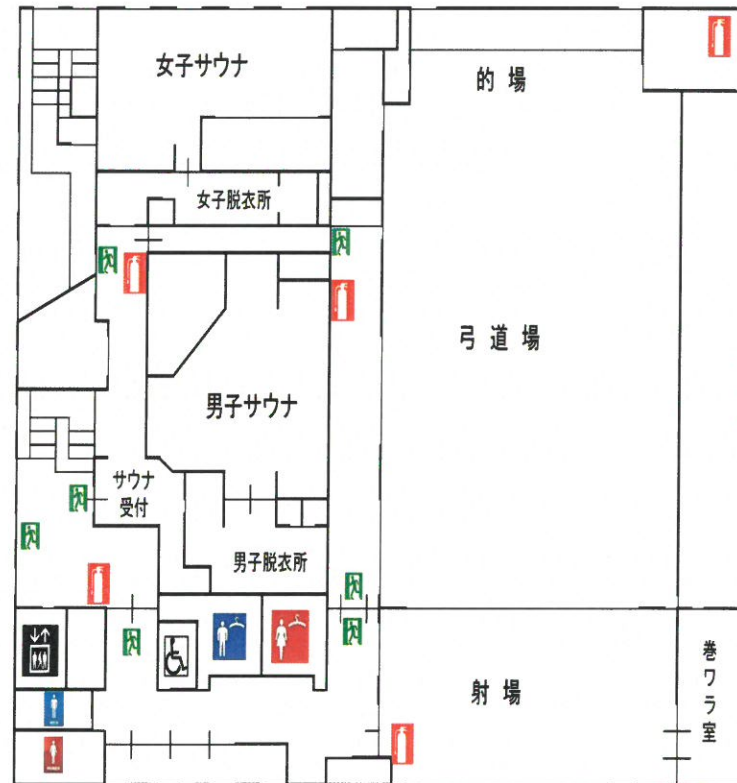 女子サウナ
的場
女子脱衣所
弓道場
男子サウナ
サウナ
受付
男子脱衣所
射場
巻ワラ室